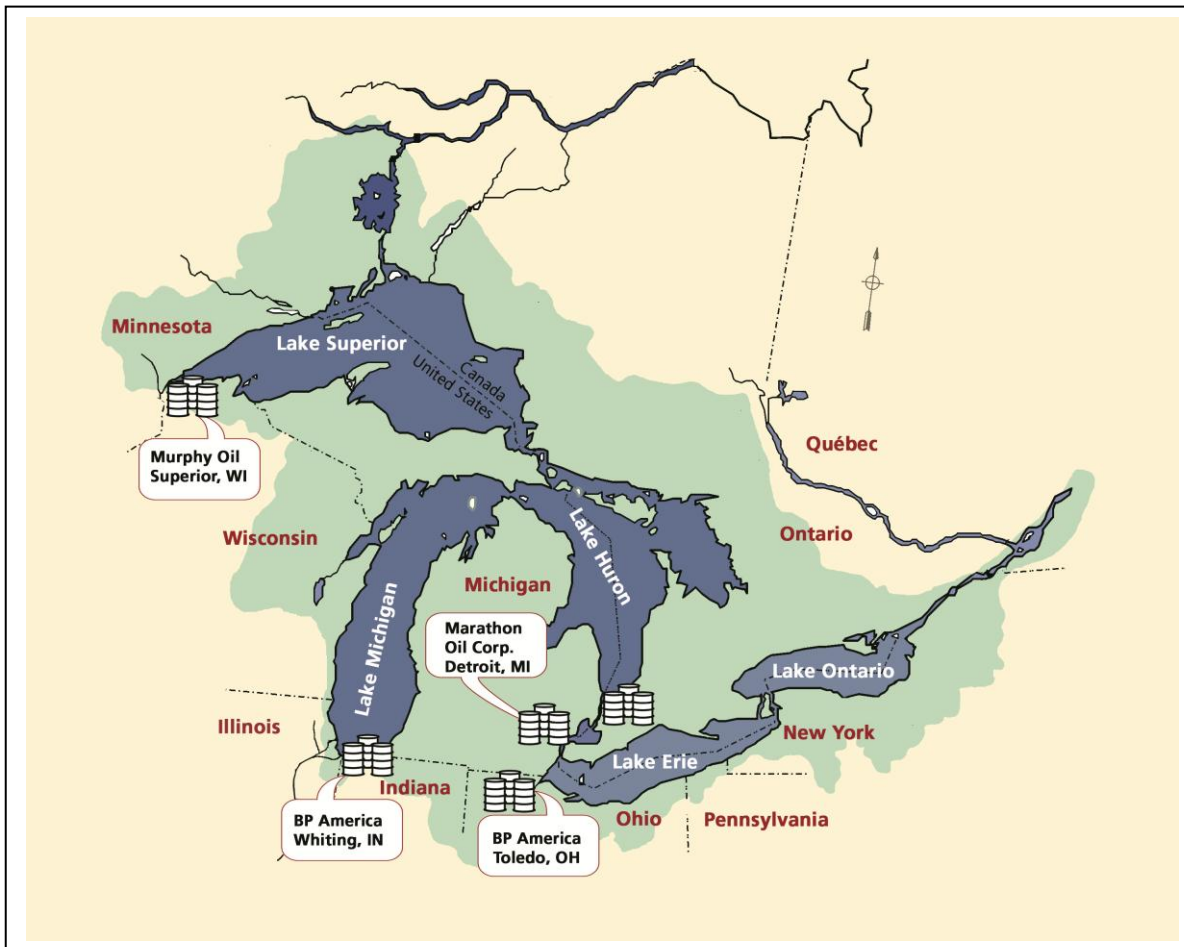 Minnesota
Lake Superior
Canada
United States
Murphy Oil
Superior, WI
Québec
Wisconsin
Ontario
Lake Huron
Michigan
Lake Michigan
Marathon
Oil Corp.
Detroit, MI
Lake Ontario
Illinois
New York
Lake Erie
Indiana
Ohio
Pennsylvania
BP America
Whiting, IN
BP America
Toledo, OH